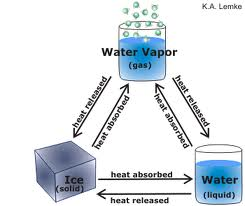 K.A. Lemke
Water Vapor
(gas)
heat released
heat absorbed
heat absorbed
heat released
Ice
(solid)
heat absorbed
heat released
Water
(liquid)